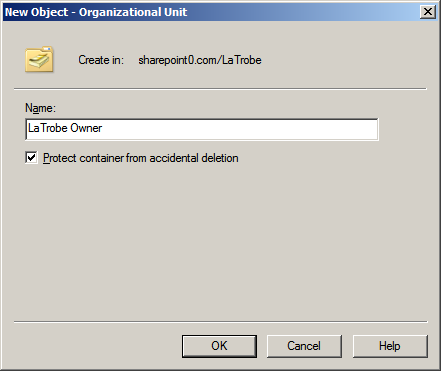 New Object - Organizational Unit
Create in: sharepoint0.com/LaTrobe
Name:
LaTrobe Owner
Protect container from accidental deletion
OK Cancel Help